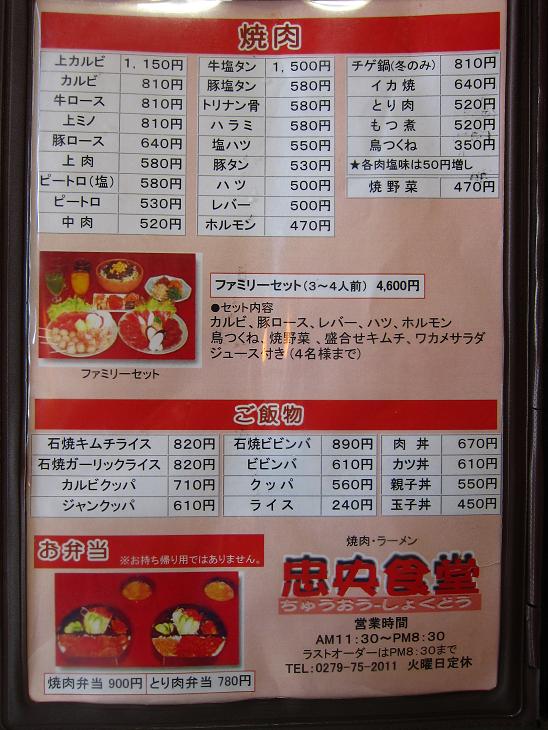 焼肉
上カルビ 1,150円
カルビ 810円
牛ロース 810円
上ミノ 810円
豚ロース 640円
上肉 580円
ピートロ(塩) 580円
ピートロ 530円
中肉 520円
牛塩タン 1,500円
豚塩タン 580円
トリナン骨 580円
ハラミ 580円
塩ハツ 550円
豚タン 530円
ハツ 500円
レバー 500円
ホルモン 470円
チゲ鍋(冬のみ) 810円
イカ焼 640円
とり肉 520円
もつ煮 520円
鳥つくね 350円
★各肉塩味は50円増し
焼野菜 470円
ファミリーセット(3~4人前) 4,600円
●セット内容
カルビ、豚ロース、レバー、ハツ、ホルモン
鳥つくね、焼野菜、盛合せキムチ、ワカメサラダ
ジュース付き(4名様まで)
ファミリーセット
ご飯物
石焼キムチライス 820円
石焼ガーリックライス 820円
カルビクッパ 710円
ジャンクッパ 610円
石焼ビビンバ 890円
ビビンバ 610円
クッパ 560円
ライス 240円
肉丼 670円
カツ丼 610円
親子丼 550円
玉子丼 450円
お弁当 ※お持ち帰り用ではありません。
焼肉弁当 900円 とり肉弁当 780円
焼肉・ラーメン
忠央食堂
ちゅうおうーしょくどう
営業時間
AM11:30~PM8:30
ラストオーダーはPM8:30まで
TEL:0279-75-2011 火曜日定休